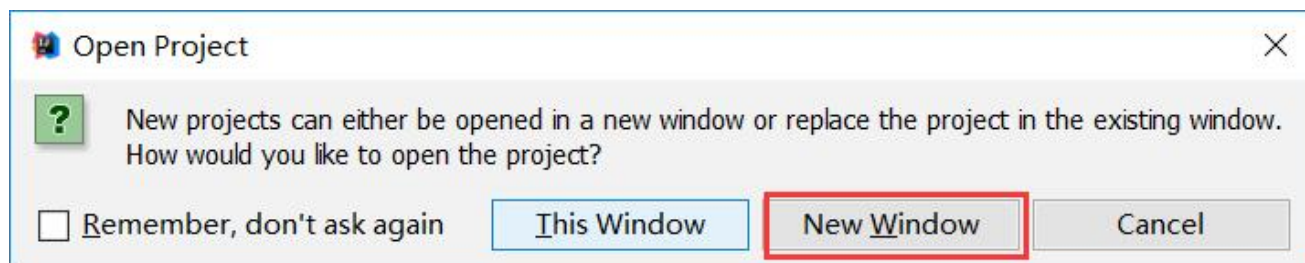 Open Project
New projects can either be opened in a new window or replace the project in the existing window.
How would you like to open the project?
Remember, don't ask again
This Window
New Window
Cancel